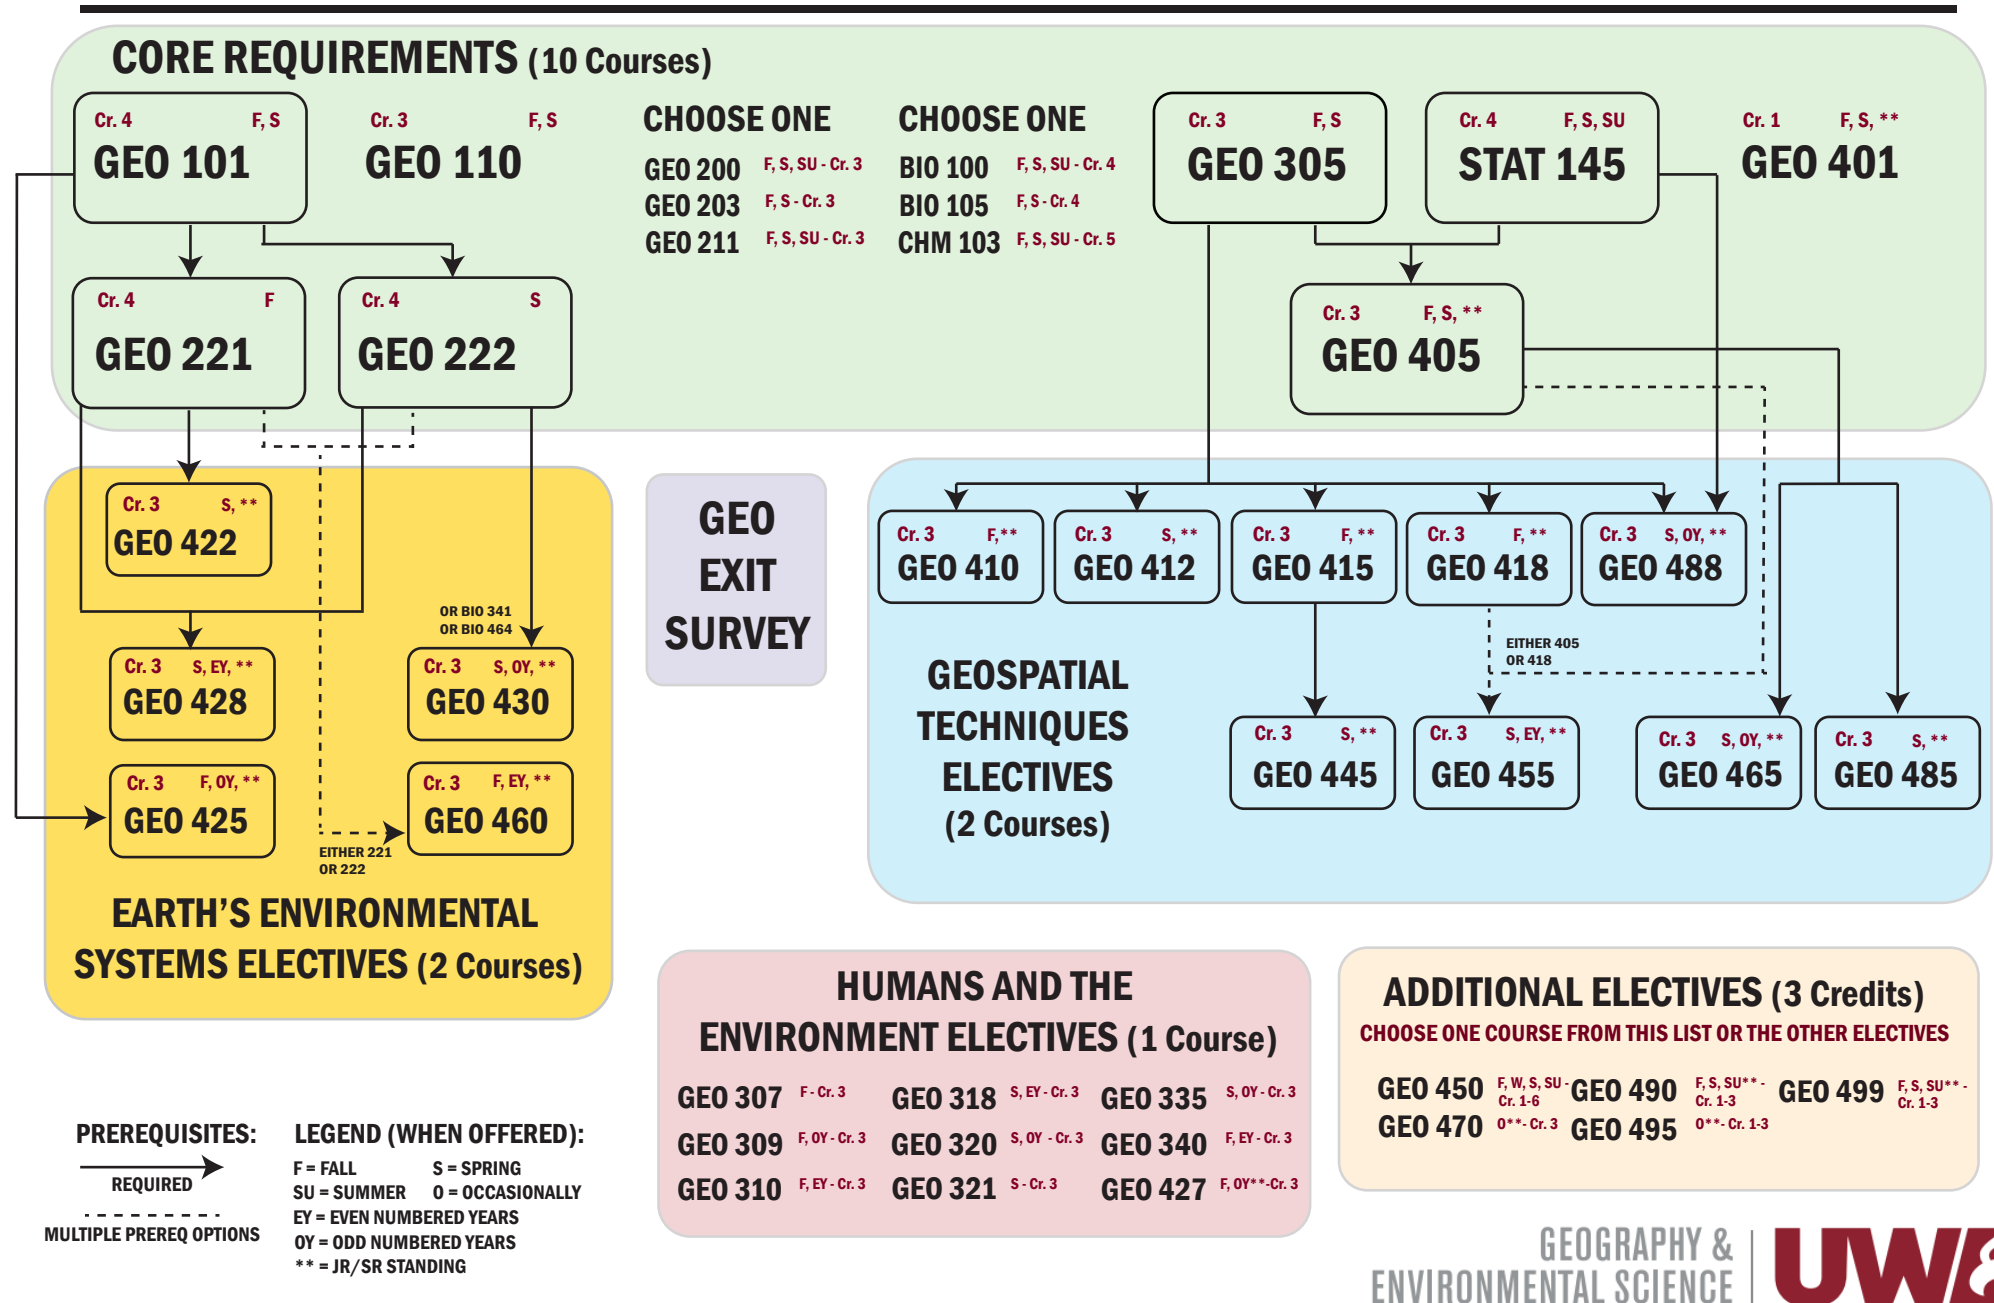 CORE REQUIREMENTS (10 Courses)
Cr. 4 F, S
GEO 101
Cr. 3 F, S
GEO 110
CHOOSE ONE
GEO 200 F, S, SU - Cr. 3
GEO 203 F, S - Cr. 3
GEO 211 F, S, SU - Cr. 3
CHOOSE ONE
BIO 100 F, S, SU - Cr. 4
BIO 105 F, S - Cr. 4
CHM 103 F, S, SU - Cr. 5
Cr. 3 F, S
GEO 305
Cr. 4 F, S, SU
STAT 145
Cr. 1 F, S, **
GEO 401
Cr. 4 F
GEO 221
Cr. 4 S
GEO 222
Cr. 3 F, S, **
GEO 405
Cr. 3 S, **
GEO 422
OR BIO 341
OR BIO 464
Cr. 3 S, EY, **
GEO 428
Cr. 3 S, OY, **
GEO 430
Cr. 3 F, OY, **
GEO 425
Cr. 3 F, EY, **
GEO 460
EITHER 221
OR 222
EARTH’S ENVIRONMENTAL
SYSTEMS ELECTIVES (2 Courses)
GEO
EXIT
SURVEY
Cr. 3 F,**
GEO 410
Cr. 3 S, **
GEO 412
Cr. 3 F, **
GEO 415
Cr. 3 F, **
GEO 418
Cr. 3 S, OY, **
GEO 488
EITHER 405
OR 418
GEOSPATIAL
TECHNIQUES
ELECTIVES
(2 Courses)
Cr. 3 S, **
GEO 445
Cr. 3 S, EY, **
GEO 455
Cr. 3 S, OY, **
GEO 465
Cr. 3 S, **
GEO 485
HUMANS AND THE
ENVIRONMENT ELECTIVES (1 Course)
GEO 307 F - Cr. 3
GEO 318 S, EY - Cr. 3
GEO 335 S, OY - Cr. 3
GEO 309 F, OY - Cr. 3
GEO 320 S, OY - Cr. 3
GEO 340 F, EY - Cr. 3
GEO 310 F, EY - Cr. 3
GEO 321 S - Cr. 3
GEO 427 F, OY**-Cr. 3
ADDITIONAL ELECTIVES (3 Credits)
CHOOSE ONE COURSE FROM THIS LIST OR THE OTHER ELECTIVES
GEO 450 F, W, S, SU -
Cr. 1-6
GEO 490 F, S, SU** -
Cr. 1-3
GEO 499 F, S, SU** -
Cr. 1-3
GEO 470 O**- Cr. 3
GEO 495 O**- Cr. 1-3
PREREQUISITES:
REQUIRED
MULTIPLE PREREQ OPTIONS
LEGEND (WHEN OFFERED):
F = FALL S = SPRING
SU = SUMMER O = OCCASIONALLY
EY = EVEN NUMBERED YEARS
OY = ODD NUMBERED YEARS
** = JR/SR STANDING
GEOGRAPHY &
ENVIRONMENTAL SCIENCE
UW